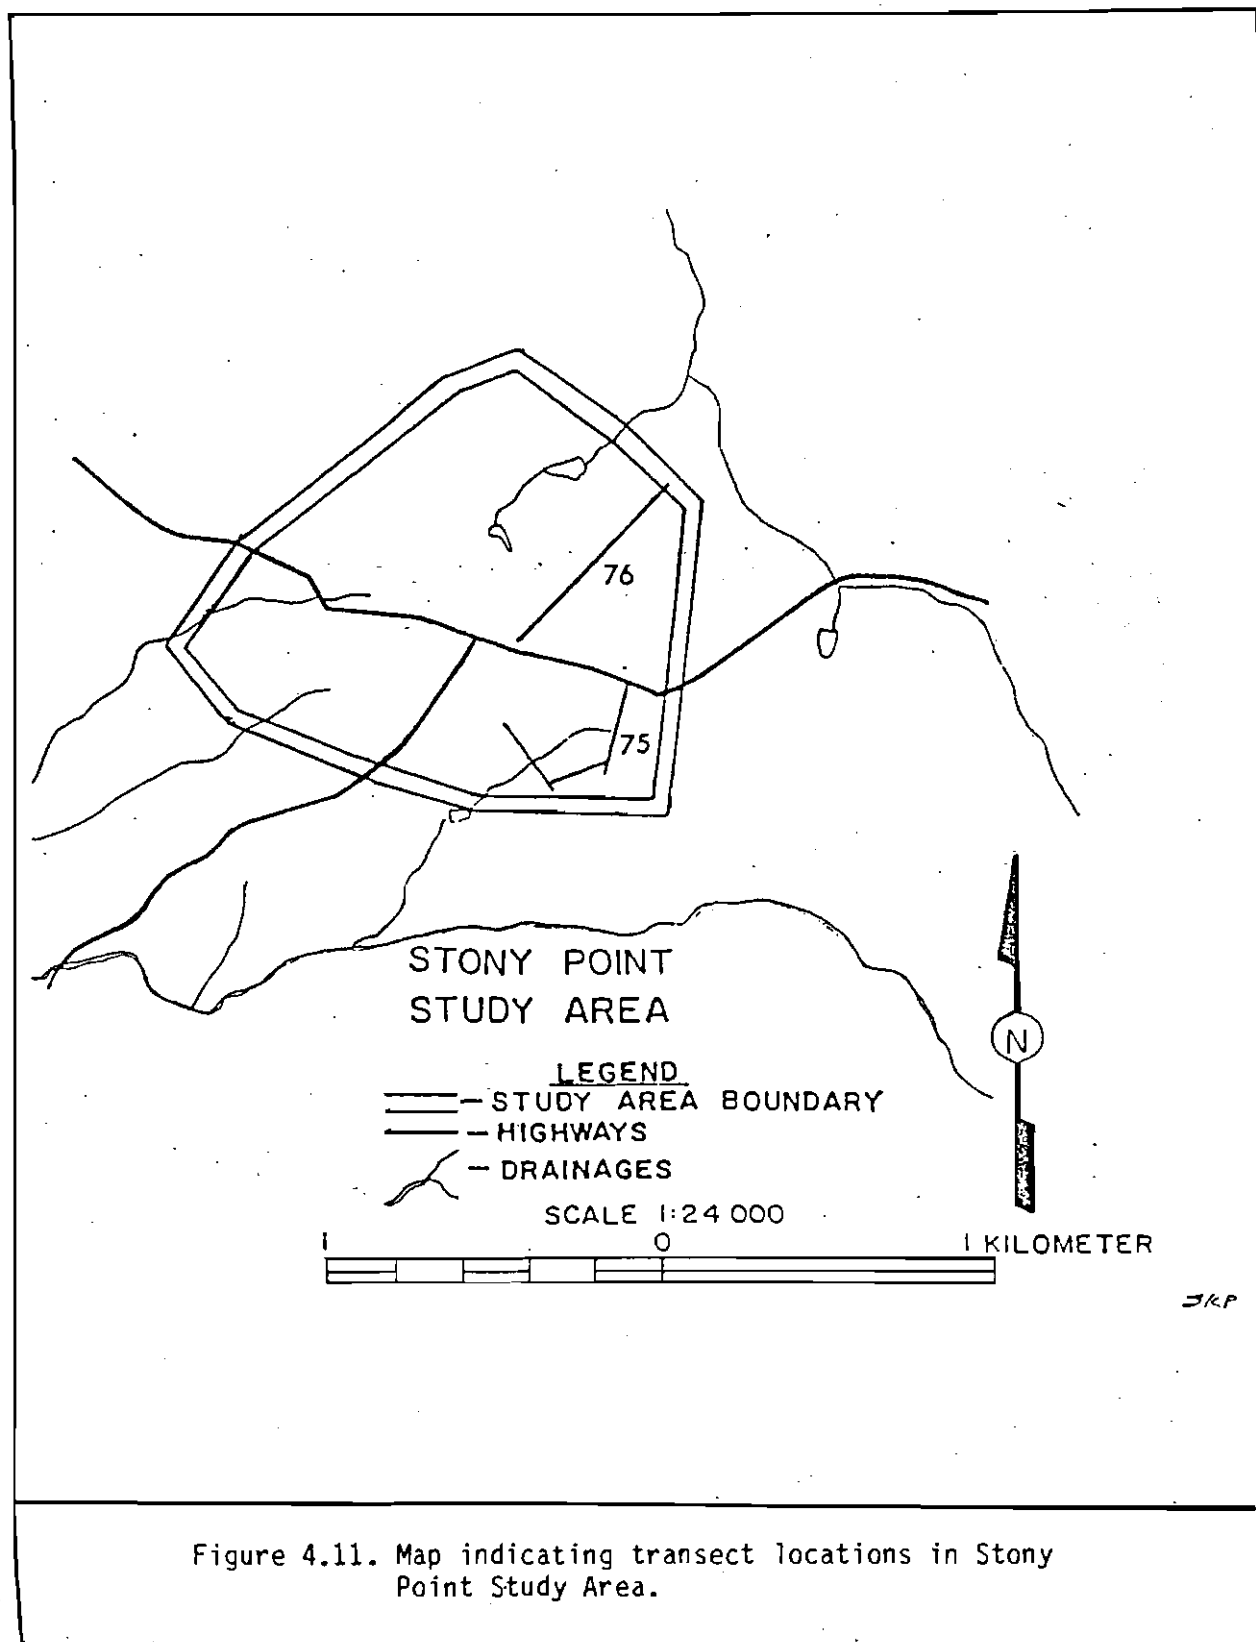 76
75
STONY POINT
STUDY AREA
N
LEGEND
— STUDY AREA BOUNDARY
— HIGHWAYS
— DRAINAGES
SCALE 1:24 000
1 0 1 KILOMETER
JKP
Figure 4.11. Map indicating transect locations in Stony
Point Study Area.